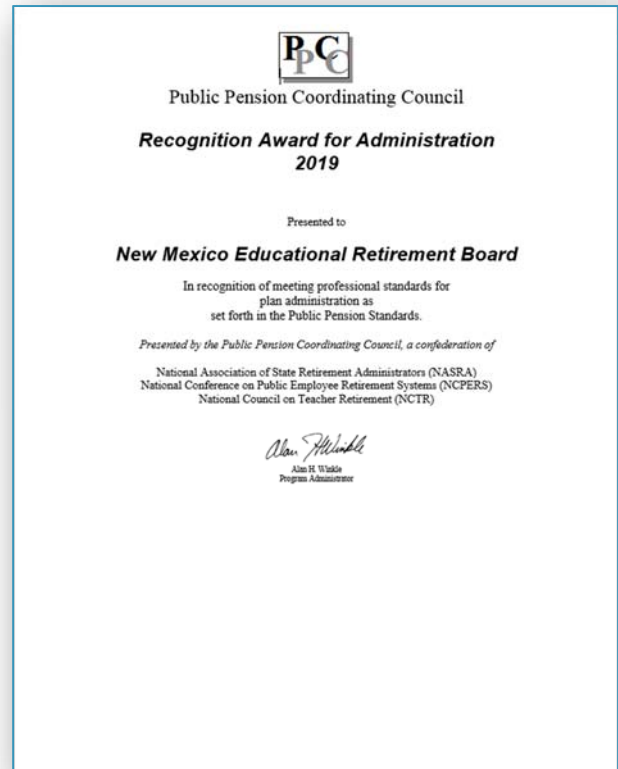 PPCC
Public Pension Coordinating Council
Recognition Award for Administration
2019
Presented to
New Mexico Educational Retirement Board
In recognition of meeting professional standards for
plan administration as
set forth in the Public Pension Standards.
Presented by the Public Pension Coordinating Council, a confederation of
National Association of State Retirement Administrators (NASRA)
National Conference on Public Employee Retirement Systems (NCPERS)
National Council on Teacher Retirement (NCTR)
Alan H Winkle
Alan H. Winkle
Program Administrator